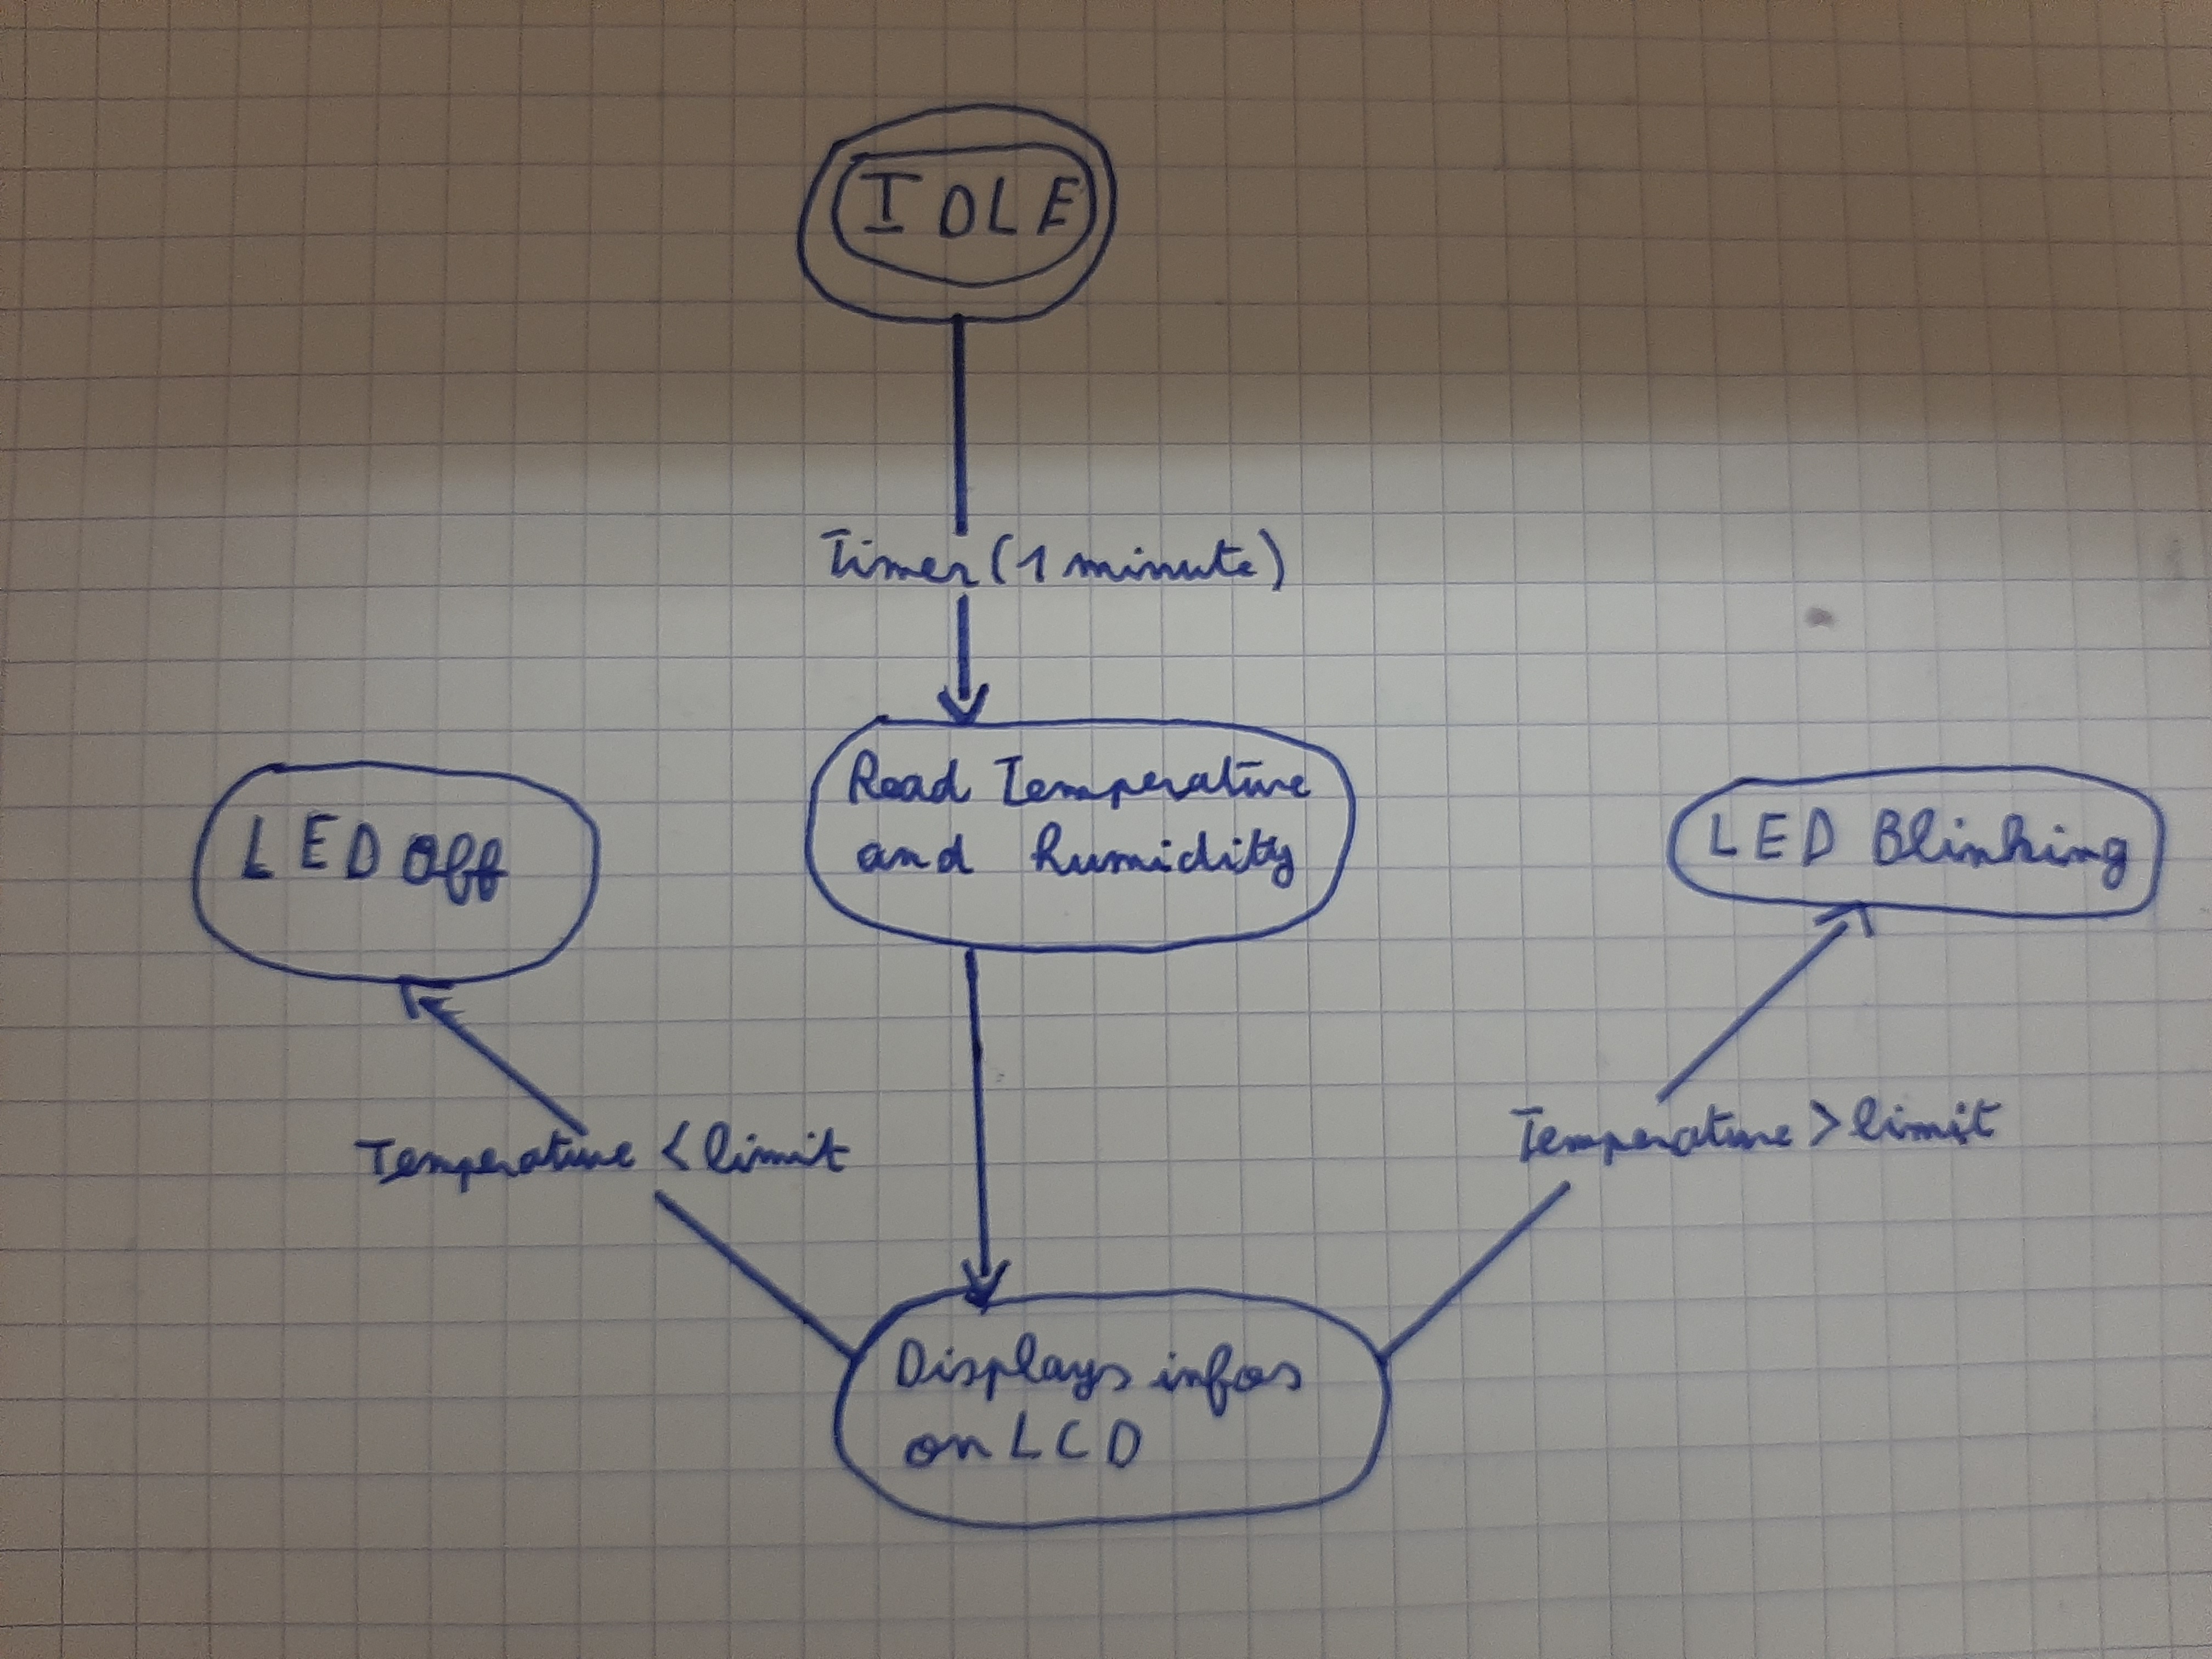 IDLE
Timer (1 minute)
Read Temperature
and humidity
LED Off
LED Blinking
Temperature < limit
Temperature > limit
Displays infos
on LCD